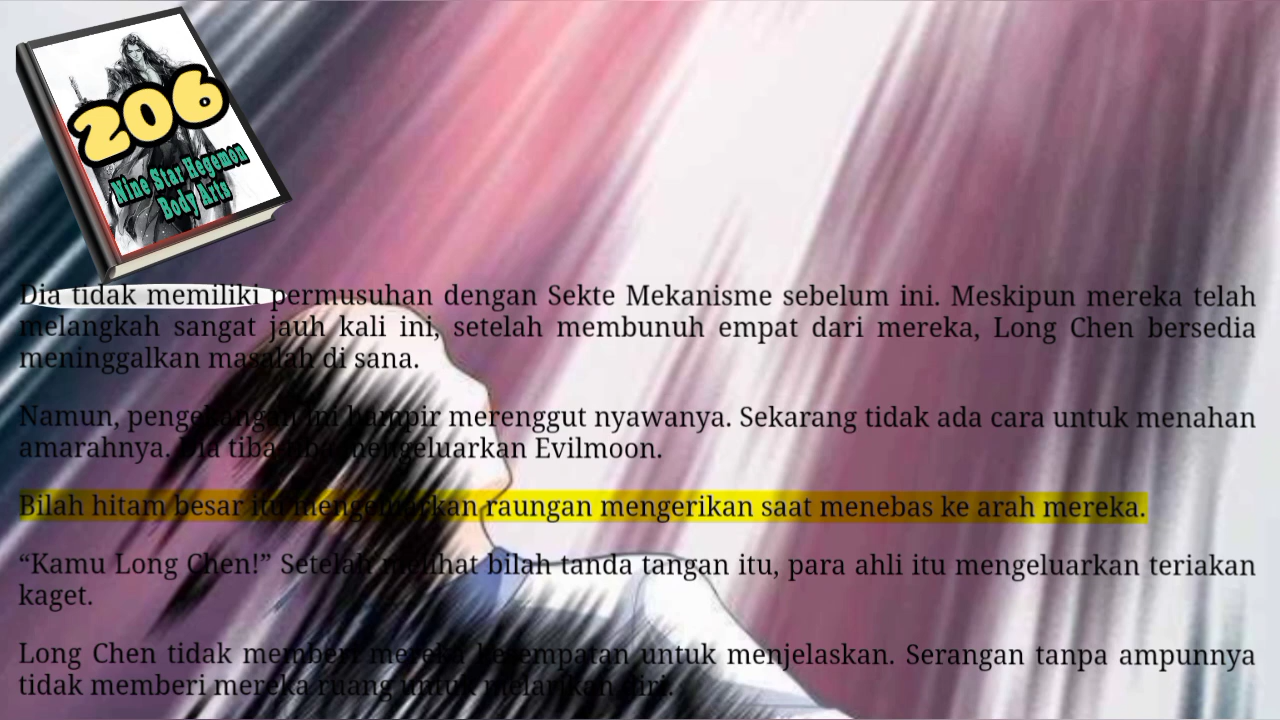 206
Nine Star Hegemon
Body Arts
Dia tidak memiliki permusuhan dengan Sekte Mekanisme sebelum ini. Meskipun mereka telah
melangkah sangat jauh kali ini, setelah membunuh empat dari mereka, Long Chen bersedia
meninggalkan masalah di sana.
Namun, pengekangan ini hampir merenggut nyawanya. Sekarang tidak ada cara untuk menahan
amarahnya. Dia tiba-tiba mengeluarkan Evilmoon.
Bilah hitam besar itu mengeluarkan raungan mengerikan saat menebas ke arah mereka.
“Kamu Long Chen!” Setelah melihat bilah tanda tangan itu, para ahli itu mengeluarkan teriakan
kaget.
Long Chen tidak memberi mereka kesempatan untuk menjelaskan. Serangan tanpa ampunnya
tidak memberi mereka ruang untuk melarikan diri.